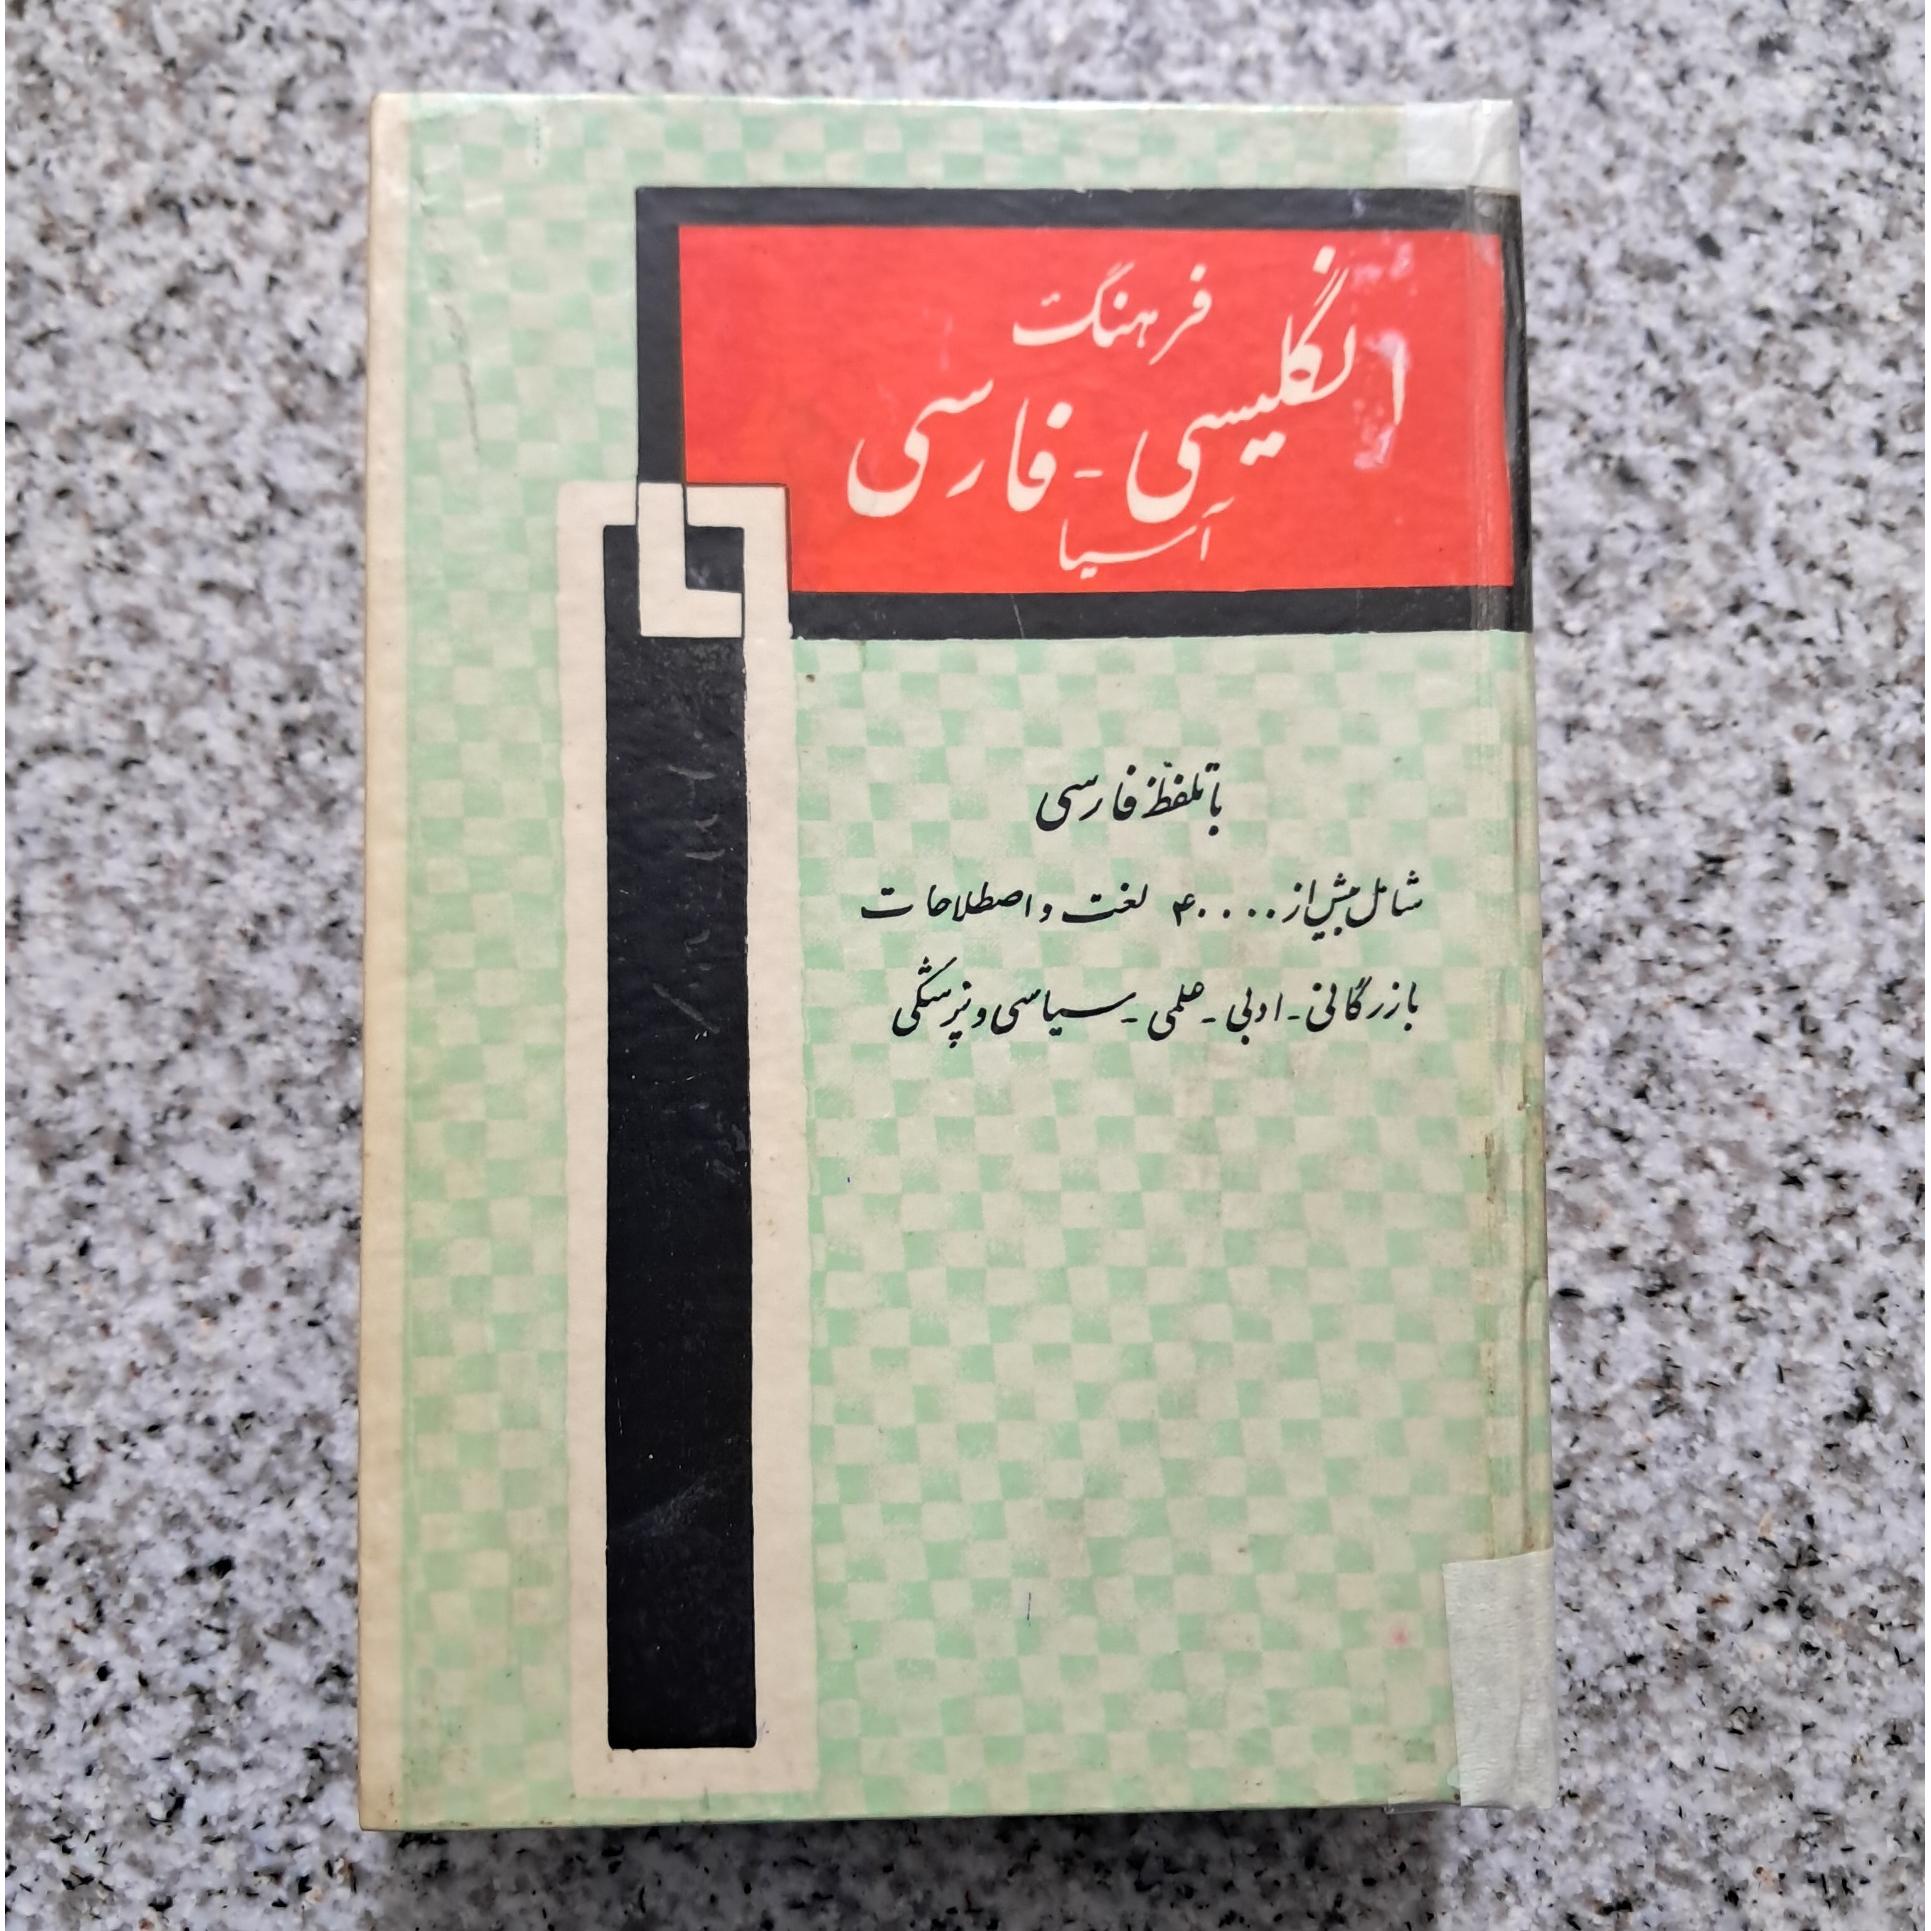 فرهنگ
انگلیسی - فارسی
آسیا
با تلفظ فارسی
شامل بیش از ۴۰۰۰۰ لغت و اصطلاحات
بازرگانی - ادبی - علمی - سیاسی و پزشکی